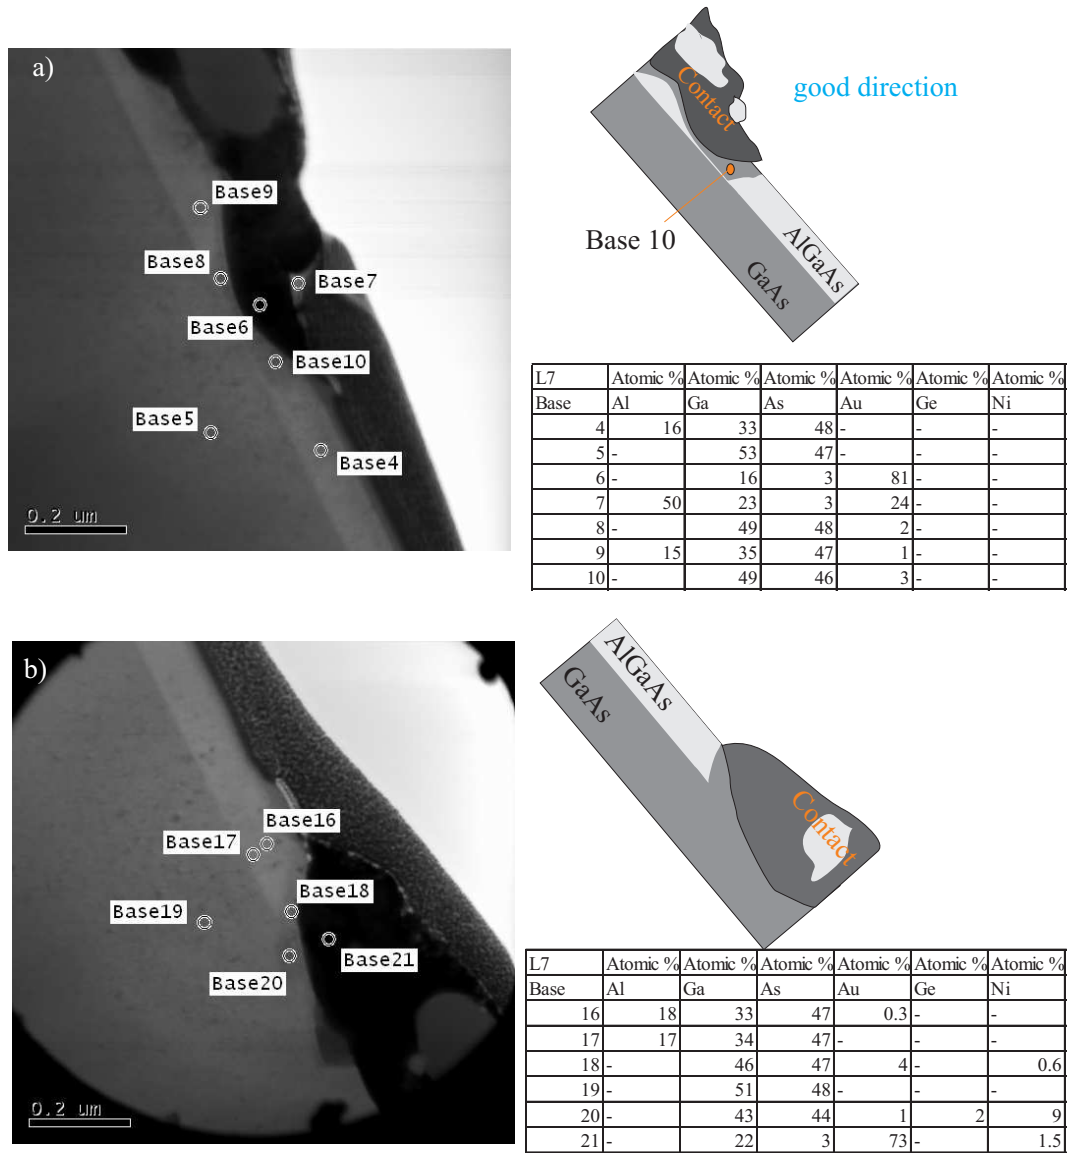 a)
Base9
Base8
Base7
Base6
Base10
Base5
Base4
0.2 um
Contact
good direction
Base 10
AlGaAs
GaAs
L7 Atomic % Atomic % Atomic % Atomic % Atomic % Atomic %
Base Al Ga As Au Ge Ni
4 16 33 48 - - -
5 - 53 47 - - -
6 - 16 3 81 - -
7 50 23 3 24 - -
8 - 49 48 2 - -
9 15 35 47 1 - -
10 - 49 46 3 - -
b)
Base16
Base17
Base18
Base19
Base21
Base20
0.2 um
AlGaAs
GaAs
Contact
L7 Atomic % Atomic % Atomic % Atomic % Atomic % Atomic %
Base Al Ga As Au Ge Ni
16 18 33 47 0.3 - -
17 17 34 47 - - -
18 - 46 47 4 - 0.6
19 - 51 48 - - -
20 - 43 44 1 2 9
21 - 22 3 73 - 1.5